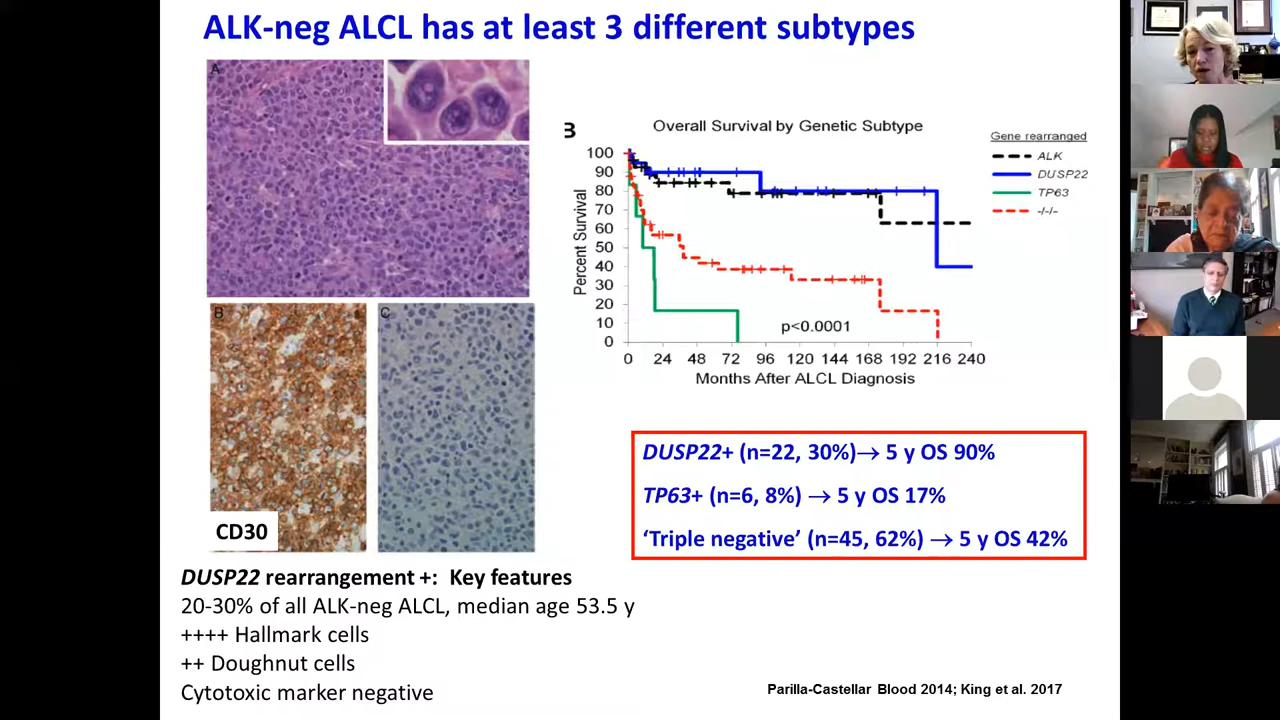 ALK-neg ALCL has at least 3 different subtypes
A
B
Overall Survival by Genetic Subtype
Gene rearranged
ALK
DUSP22
TP63
-/-/-
100
90
80
70
60
50
40
30
20
10
0
Percent Survival
p<0.0001
0 24 48 72 96 120 144 168 192 216 240
Months After ALCL Diagnosis
B
C
CD30
DUSP22+ (n=22, 30%)→ 5 y OS 90%
TP63+ (n=6, 8%) → 5 y OS 17%
‘Triple negative’ (n=45, 62%) → 5 y OS 42%
DUSP22 rearrangement +: Key features
20-30% of all ALK-neg ALCL, median age 53.5 y
++++ Hallmark cells
++ Doughnut cells
Cytotoxic marker negative
Parilla-Castellar Blood 2014; King et al. 2017